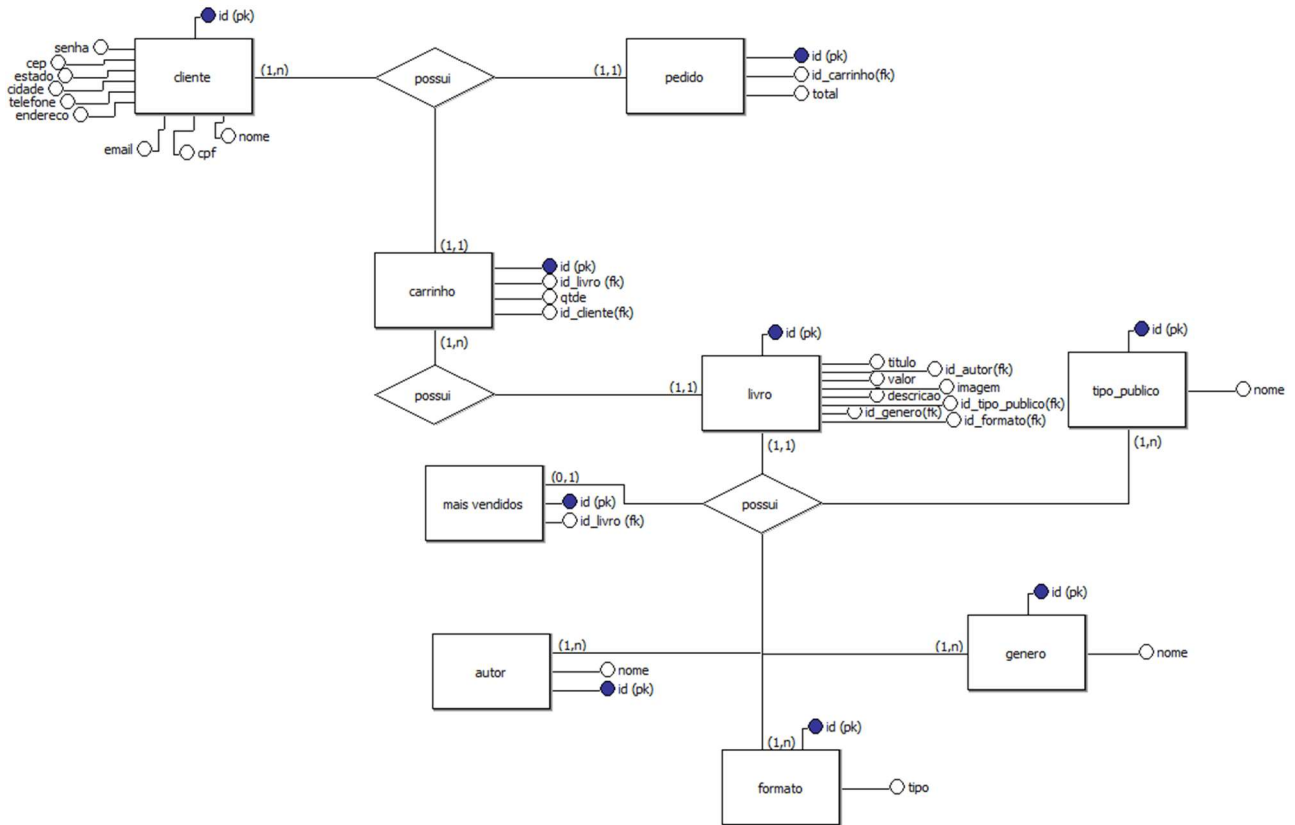 id (pk)
senha
cep
estado
cidade
telefone
endereco
cliente
email
cpf
nome
(1,n)
possui
(1,1)
pedido
id (pk)
id_carrinho(fk)
total
(1,1)
carrinho
id (pk)
id_livro (fk)
qtde
id_cliente(fk)
(1,n)
possui
(1,1)
id (pk)
livro
titulo
id_autor(fk)
valor
imagem
descricao
id_tipo_publico(fk)
id_genero(fk)
id_formato(fk)
(1,1)
id (pk)
tipo_publico
nome
(1,n)
mais vendidos
(0,1)
id (pk)
id_livro (fk)
possui
autor
(1,n)
nome
id (pk)
id (pk)
(1,n)
genero
nome
(1,n)
id (pk)
formato
tipo